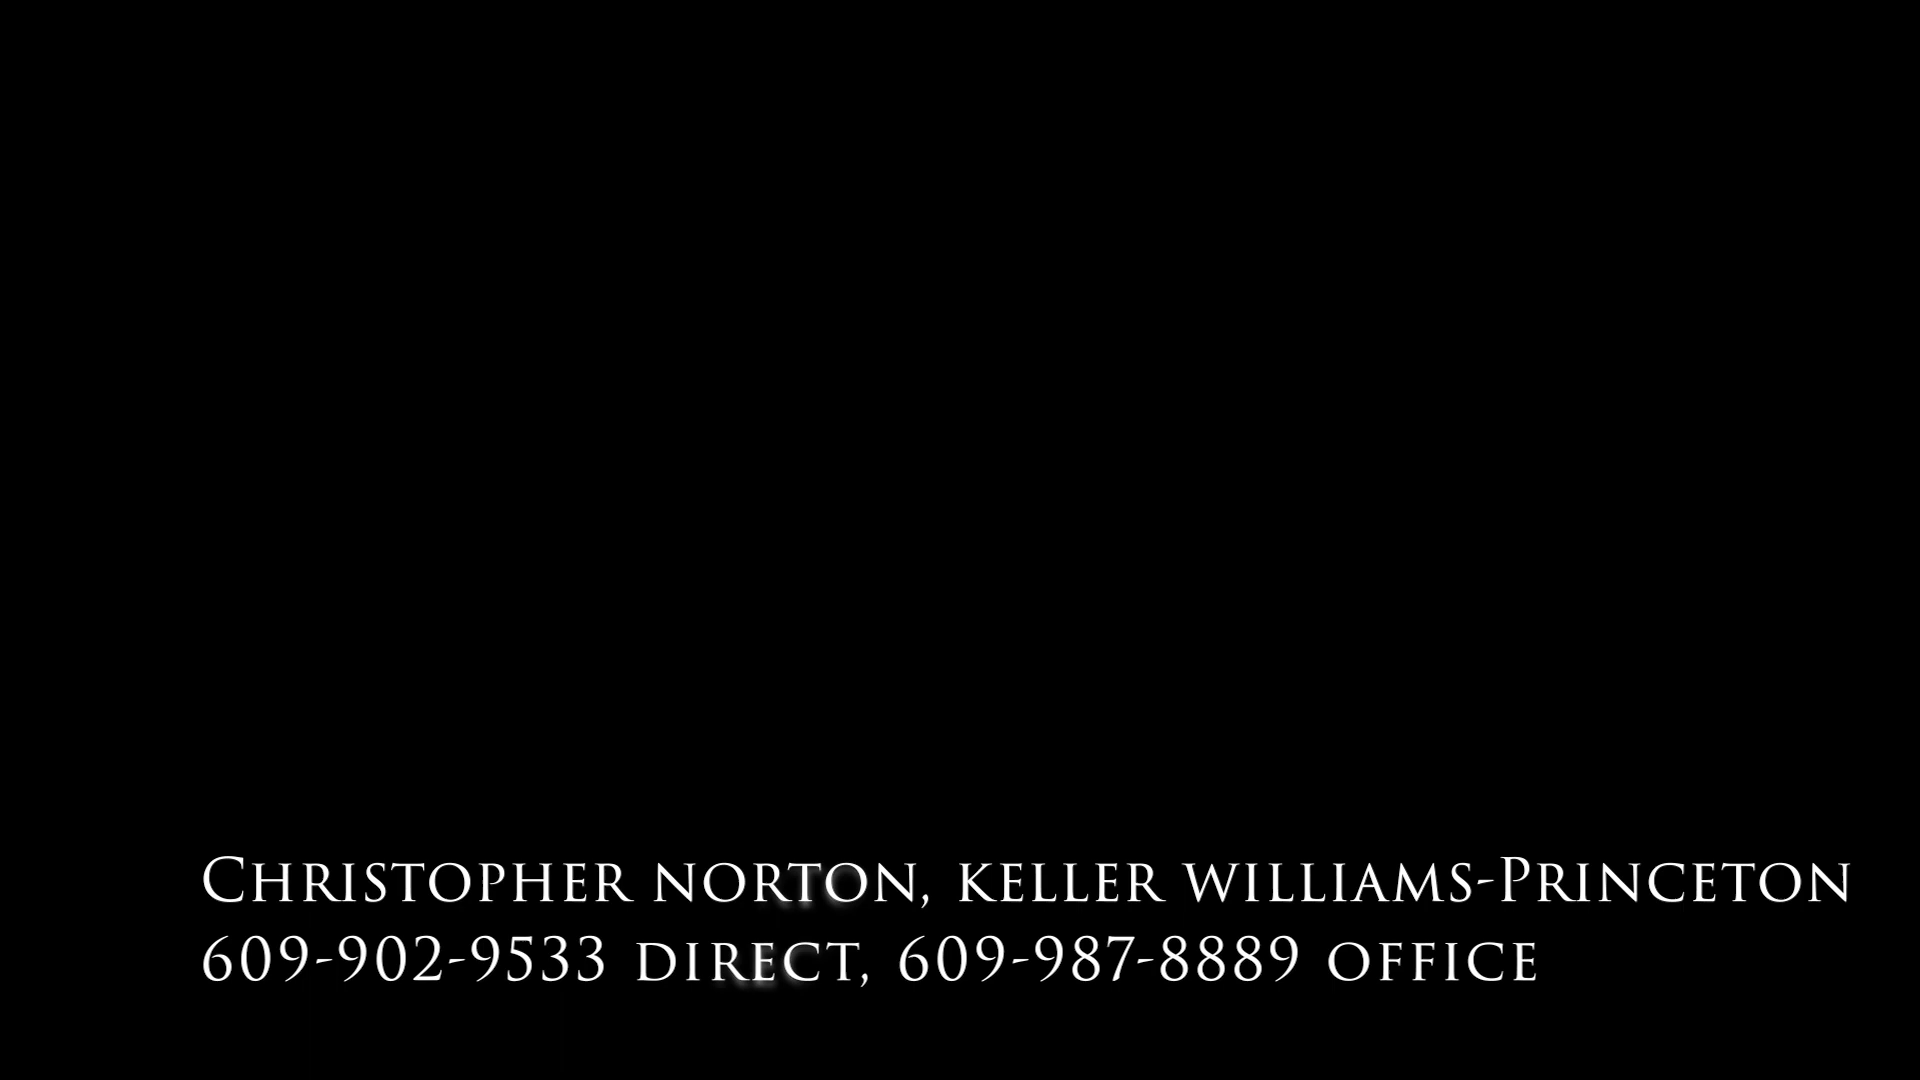 Christopher norton, keller williams-Princeton
609-902-9533 direct, 609-987-8889 office